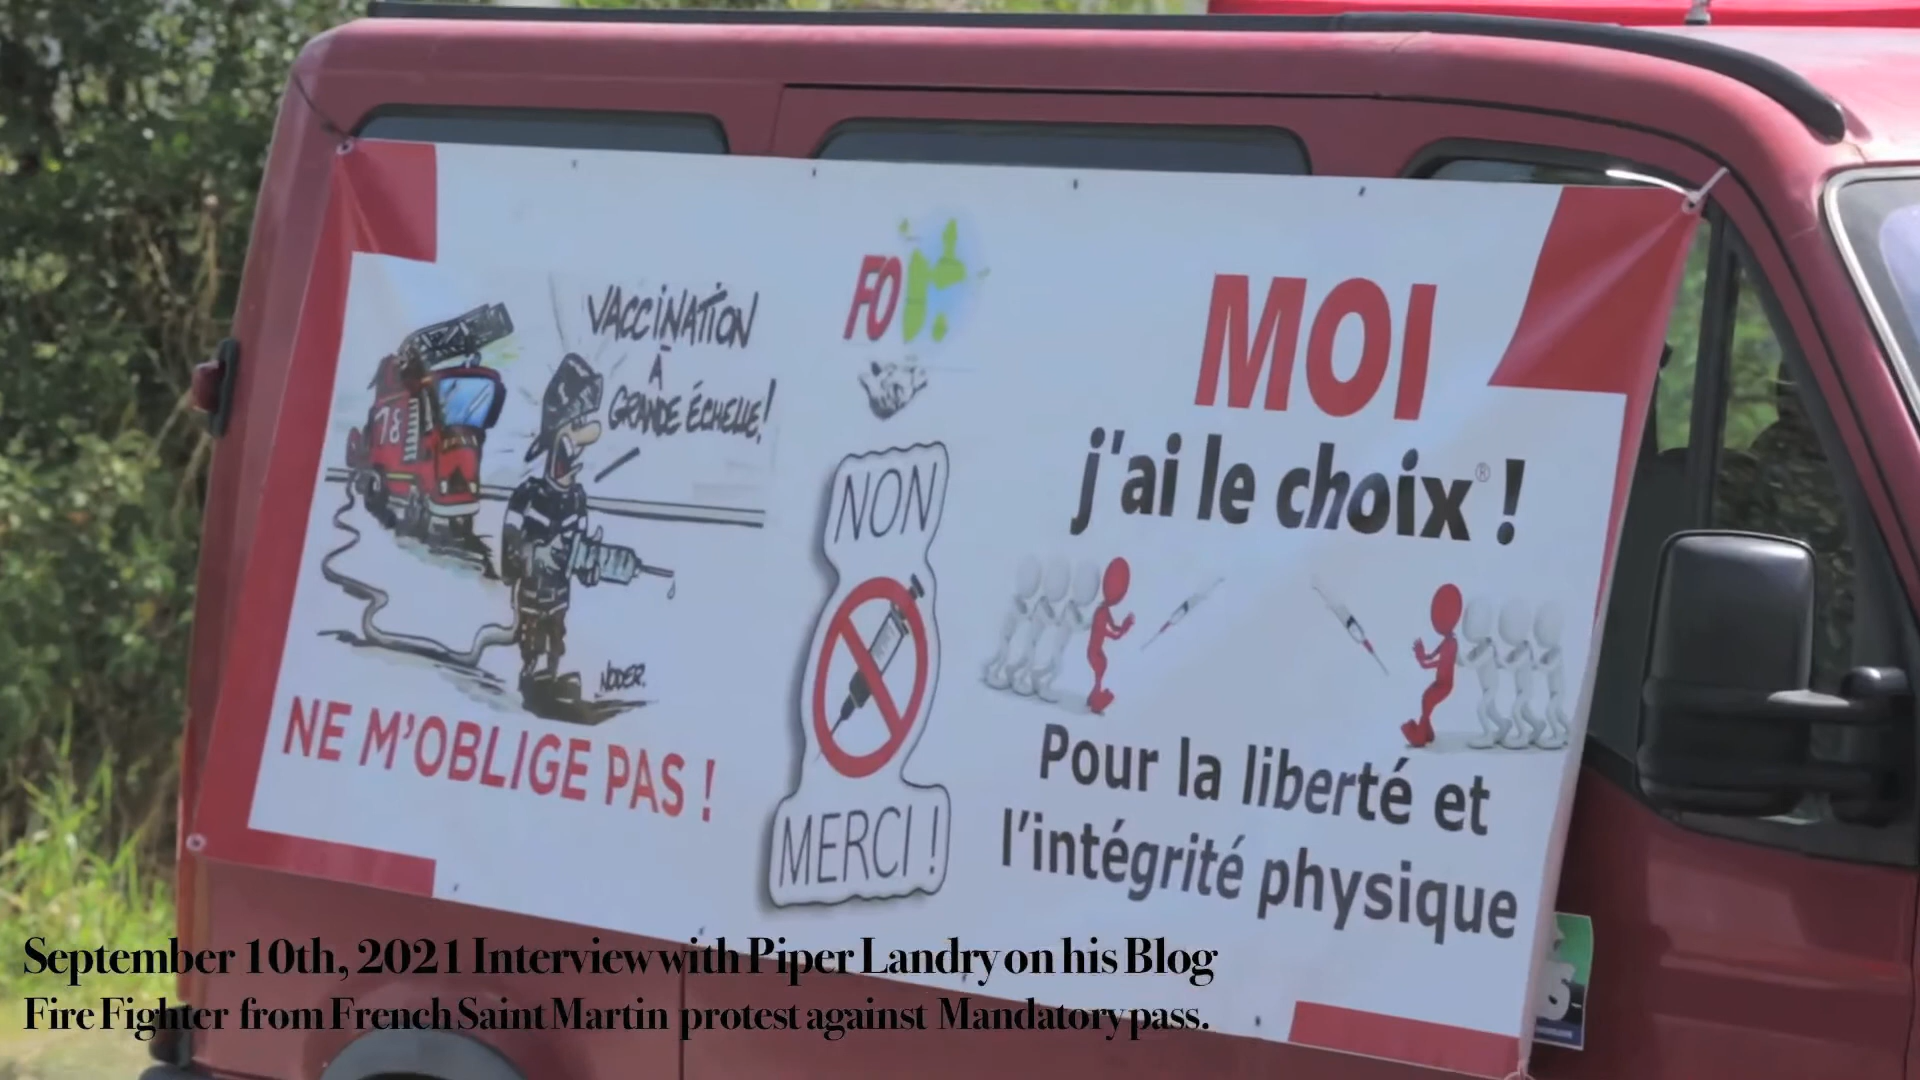 VACCINATION
À
GRANDE ÉCHELLE!
78
NODER.
NE M'OBLIGE PAS !
FO
NON
MERCI !
MOI
j'ai le choix® !
Pour la liberté et
l'intégrité physique
September 10th, 2021 Interview with Piper Landry on his Blog
Fire Fighter from French Saint Martin protest against Mandatory pass.